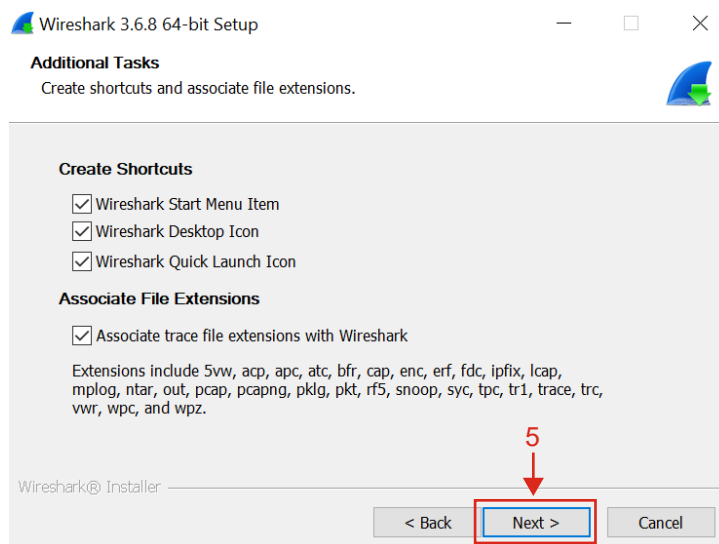 Wireshark 3.6.8 64-bit Setup
Additional Tasks
Create shortcuts and associate file extensions.
Create Shortcuts
Wireshark Start Menu Item
Wireshark Desktop Icon
Wireshark Quick Launch Icon
Associate File Extensions
Associate trace file extensions with Wireshark
Extensions include 5vw, acp, apc, atc, bfr, cap, enc, erf, fdc, ipfix, lcap,
mplog, ntar, out, pcap, pcapng, pklg, pkt, rf5, snoop, syc, tpc, tr1, trace, trc,
vwr, wpc, and wpz.
5
Wireshark® Installer
< Back Next > Cancel